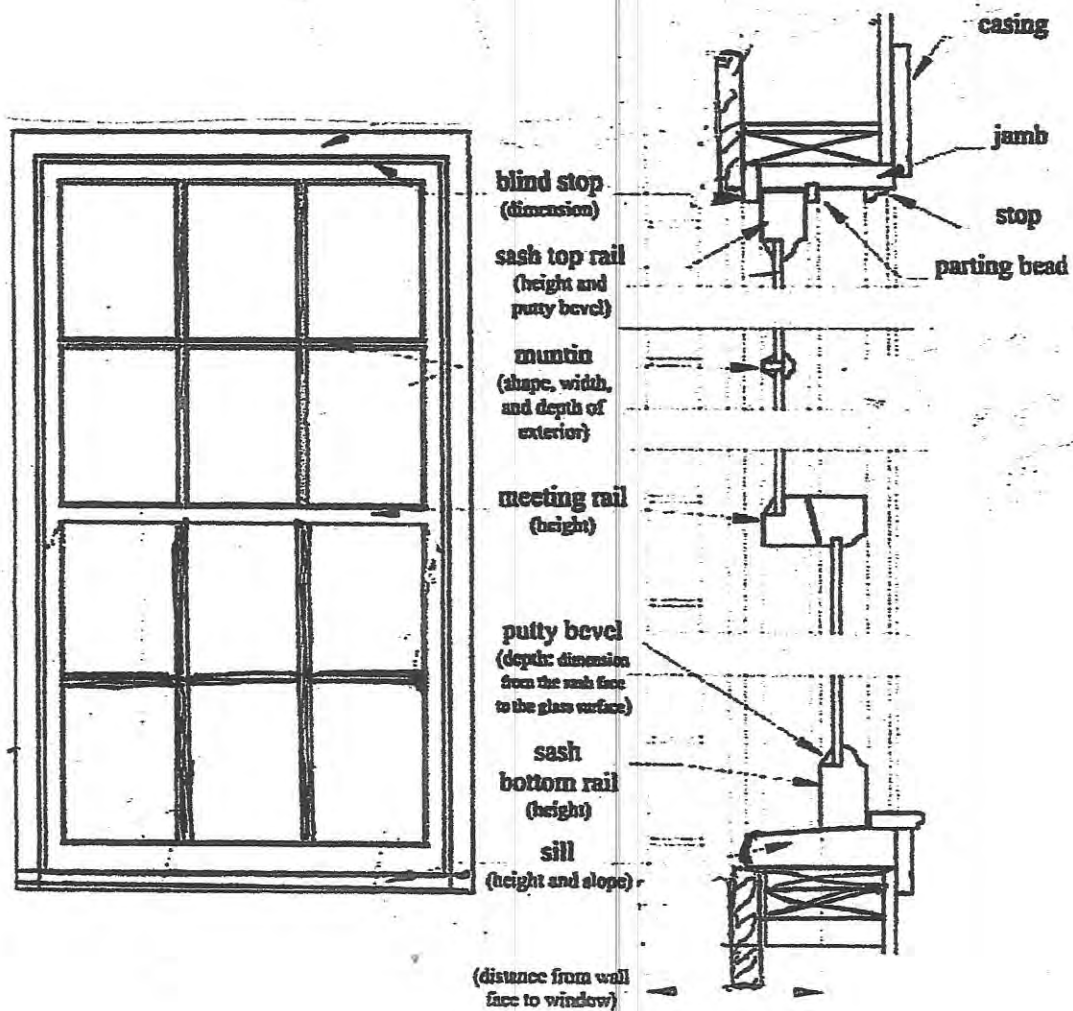 casing
jamb
stop
parting bead
blind stop
(dimension)
sash top rail
(height and
putty bevel)
muntin
(shape, width,
and depth of
exterior)
meeting rail
(height)
putty bevel
(depth: dimension
from the sash face
to the glass surface)
sash
bottom rail
(height)
sill
(height and slope)
(distance from wall
face to window)